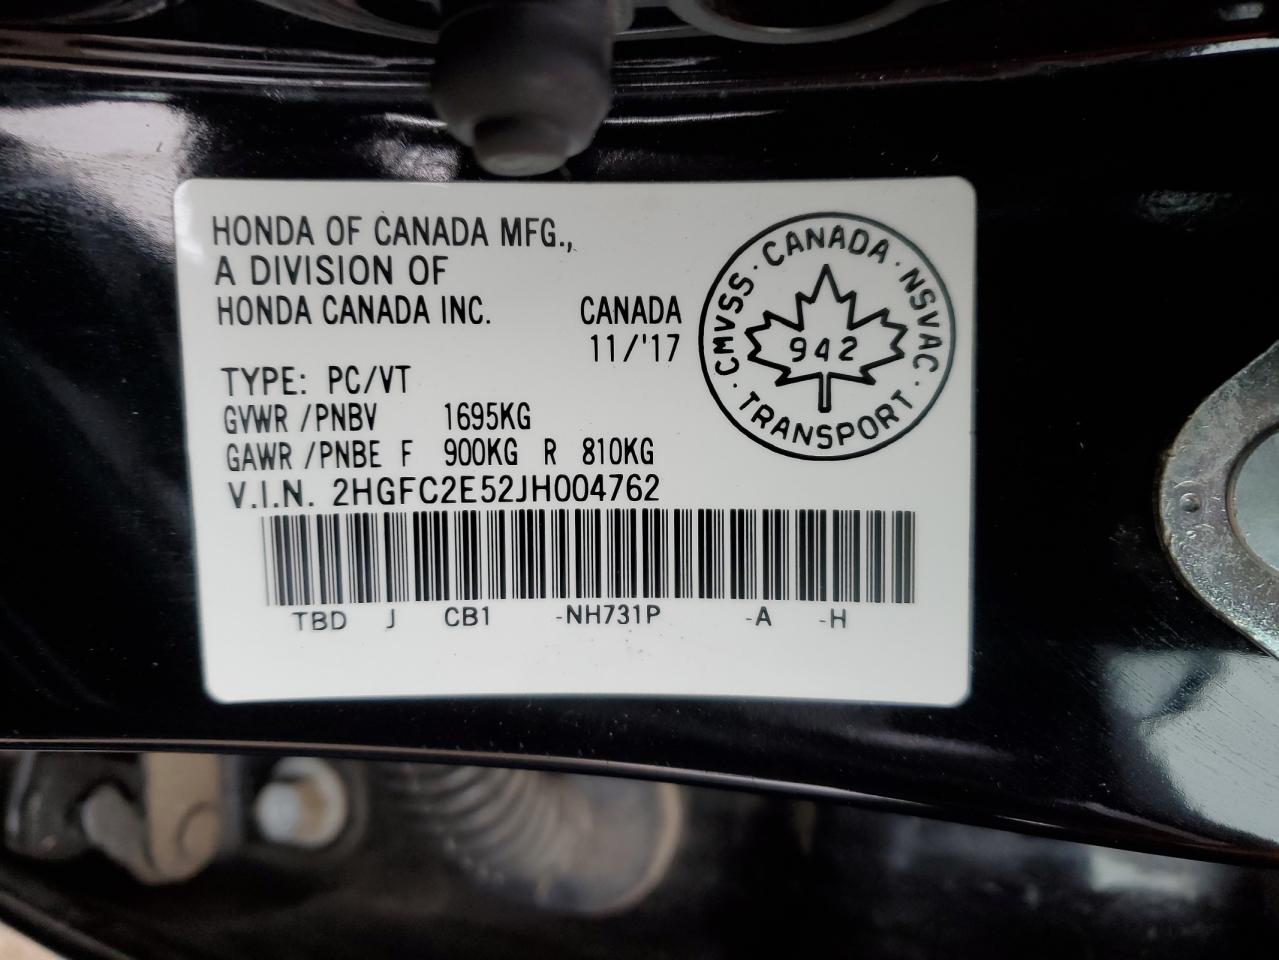 HONDA OF CANADA MFG.,
A DIVISION OF
HONDA CANADA INC.
CANADA
11/'17
TYPE: PC/VT
GVWR /PNBV 1695KG
GAWR /PNBE F 900KG R 810KG
V.I.N. 2HGFC2E52JH004762
TBD J CB1 -NH731P -A -H
CMVSS · CANADA · NSVAC
942
· TRANSPORT ·